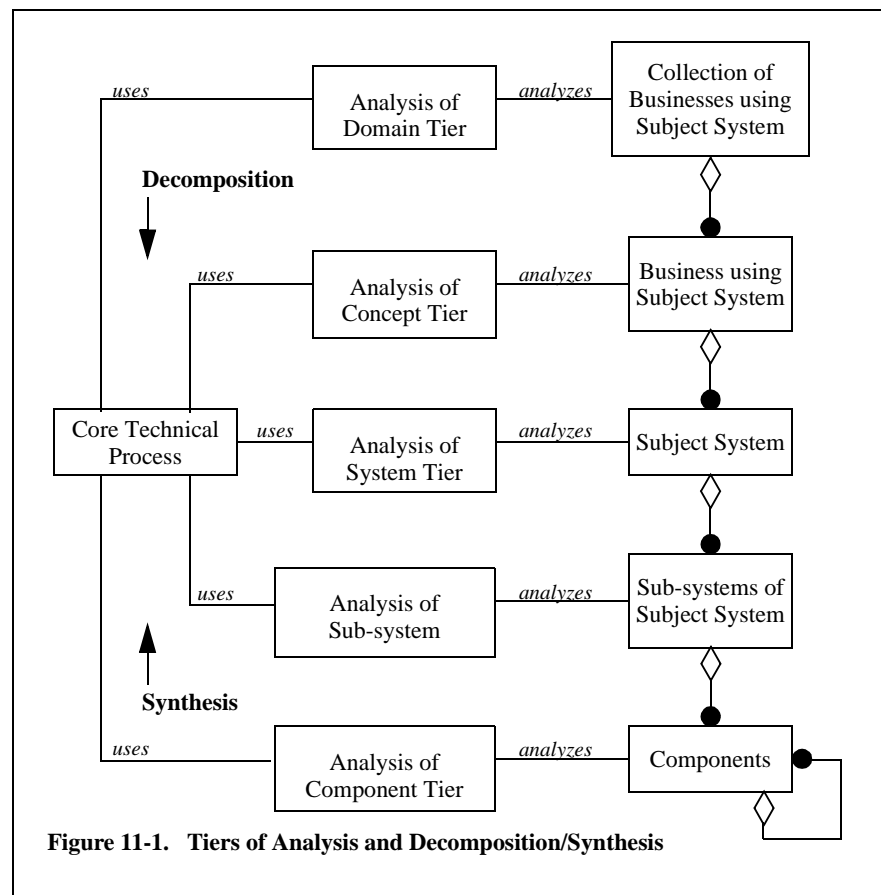 uses
Analysis of
Domain Tier
analyzes
Collection of
Businesses using
Subject System
Decomposition
uses
Analysis of
Concept Tier
analyzes
Business using
Subject System
Core Technical
Process
uses
Analysis of
System Tier
analyzes
Subject System
uses
Analysis of
Sub-system
analyzes
Sub-systems of
Subject System
Synthesis
uses
Analysis of
Component Tier
analyzes
Components
Figure 11-1. Tiers of Analysis and Decomposition/Synthesis